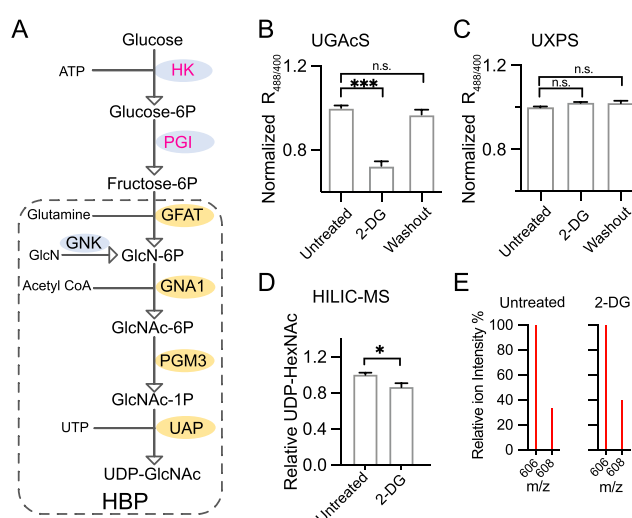 A
Glucose
ATP
HK
Glucose-6P
PGI
Fructose-6P
Glutamine
GFAT
GNK
GlcN
GlcN-6P
Acetyl CoA
GNA1
GlcNAc-6P
PGM3
GlcNAc-1P
UTP
UAP
UDP-GlcNAc
HBP
B
UGAcS
Normalized R488/400
1.2
0.8
n.s.
***
Untreated
2-DG
Washout
C
UXPS
Normalized R488/400
1.2
0.8
n.s.
n.s.
Untreated
2-DG
Washout
D
HILIC-MS
Relative UDP-HexNAc
1.2
0.8
0.4
0.0
*
Untreated
2-DG
E
Untreated
2-DG
Relative ion Intensity %
100
80
60
40
20
0
606
608
m/z
606
608
m/z